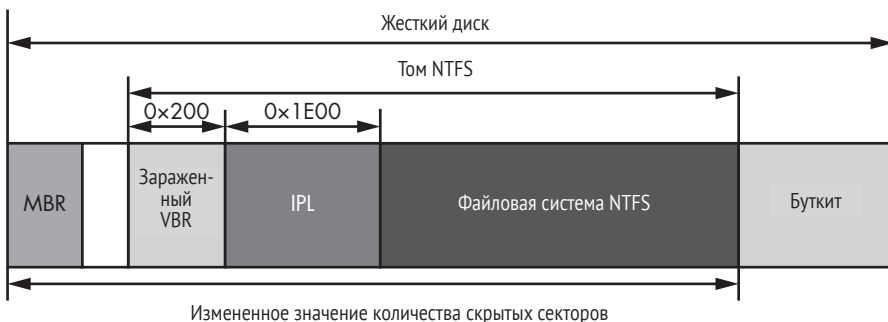 Жесткий диск
Том NTFS
0×200
0×1E00
MBR
Заражен-
ный
VBR
IPL
Файловая система NTFS
Буткит
Измененное значение количества скрытых секторов